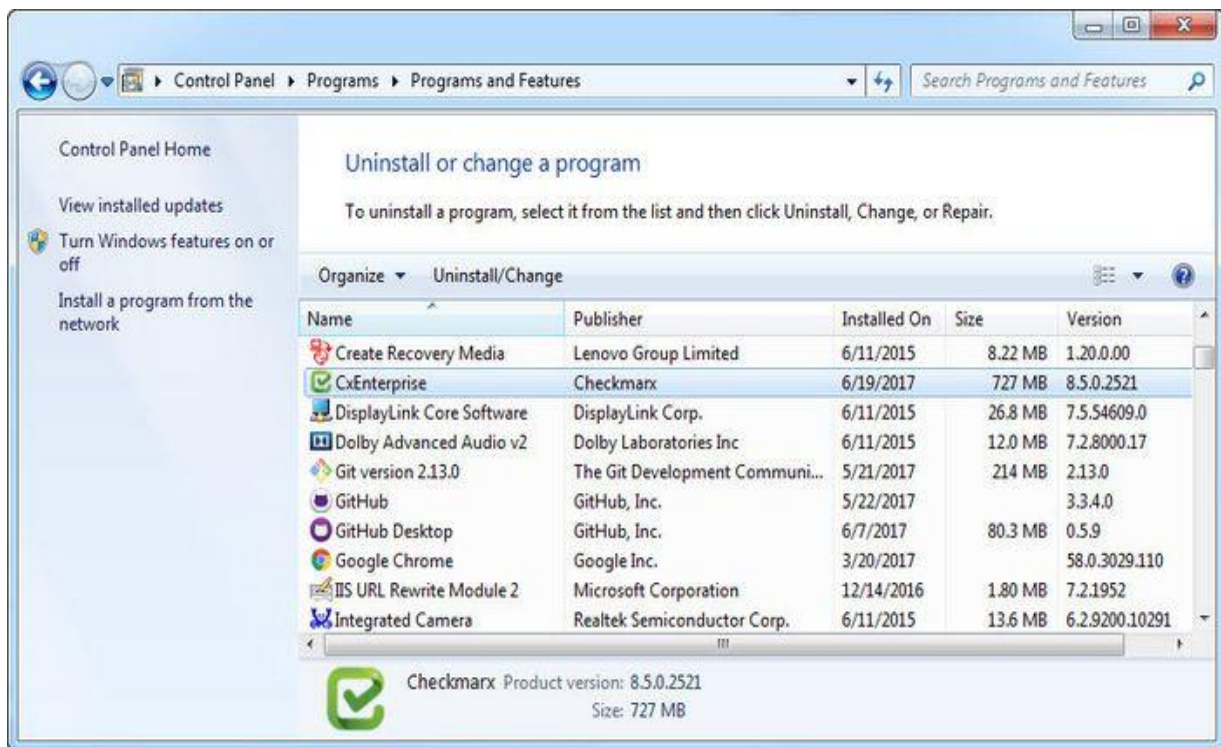 Control Panel Programs Programs and Features Search Programs and Features
Control Panel Home
View installed updates
Turn Windows features on or
off
Install a program from the
network
Uninstall or change a program
To uninstall a program, select it from the list and then click Uninstall, Change, or Repair.
Organize Uninstall/Change
Name Publisher Installed On Size Version
Create Recovery Media Lenovo Group Limited 6/11/2015 8.22 MB 1.20.0.00
CxEnterprise Checkmarx 6/19/2017 727 MB 8.5.0.2521
DisplayLink Core Software DisplayLink Corp. 6/11/2015 26.8 MB 7.5.54609.0
Dolby Advanced Audio v2 Dolby Laboratories Inc 6/11/2015 12.0 MB 7.2.8000.17
Git version 2.13.0 The Git Development Communi... 5/21/2017 214 MB 2.13.0
GitHub GitHub, Inc. 5/22/2017 3.3.4.0
GitHub Desktop GitHub, Inc. 6/7/2017 80.3 MB 0.5.9
Google Chrome Google Inc. 3/20/2017 58.0.3029.110
IIS URL Rewrite Module 2 Microsoft Corporation 12/14/2016 1.80 MB 7.2.1952
Integrated Camera Realtek Semiconductor Corp. 6/11/2015 13.6 MB 6.2.9200.10291
Checkmarx Product version: 8.5.0.2521
Size: 727 MB